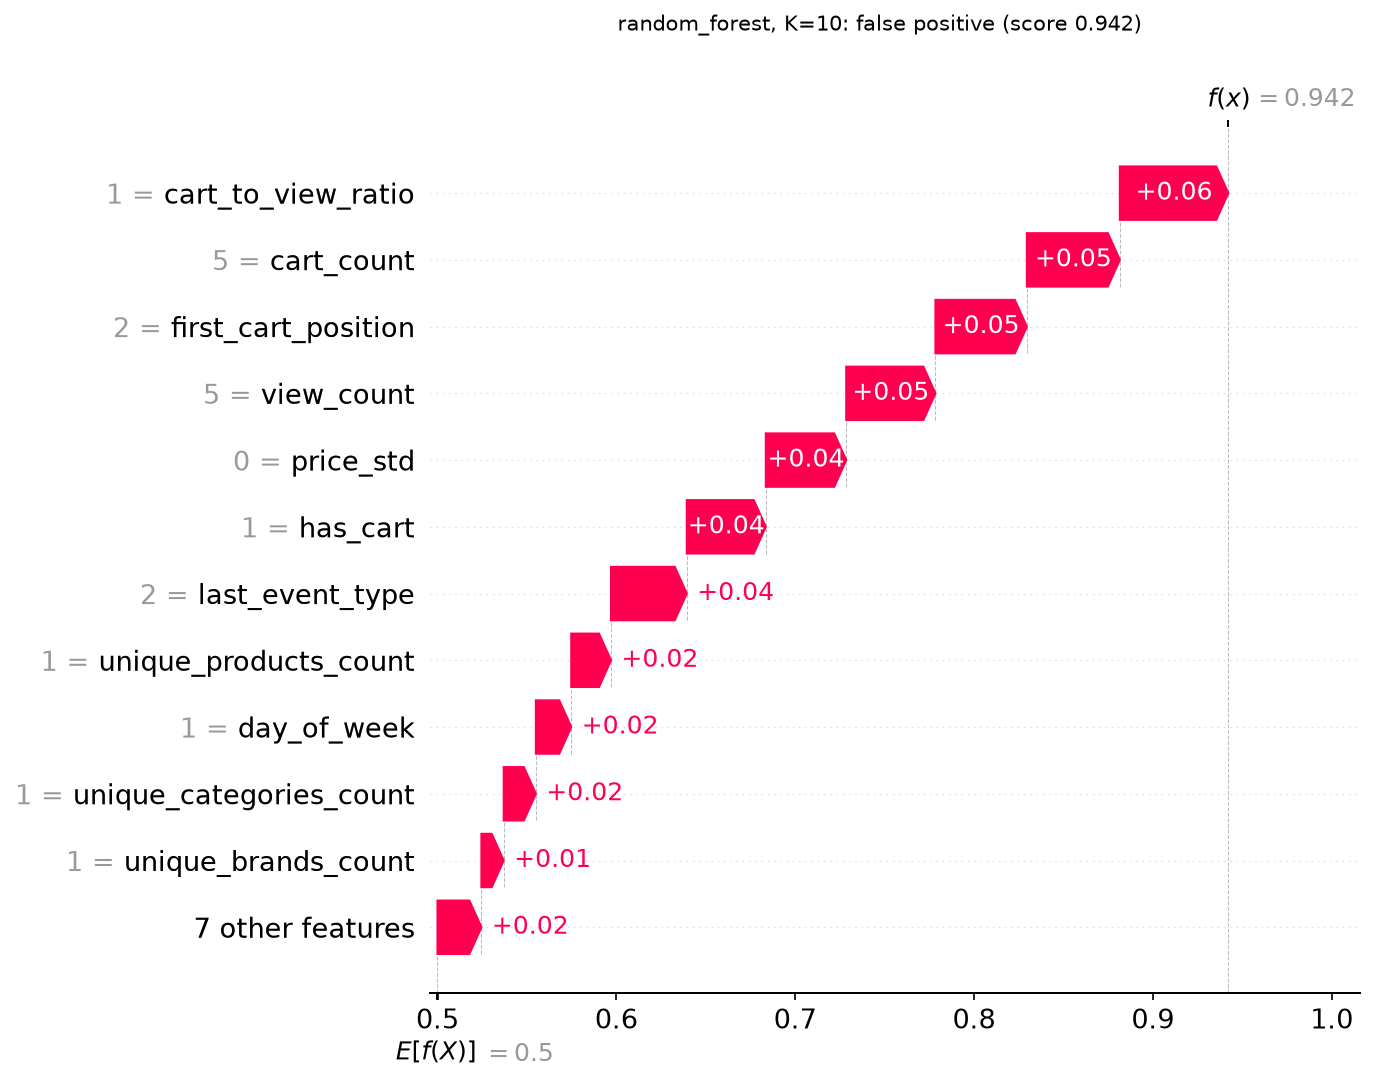 random_forest, K=10: false positive (score 0.942)
f(x) = 0.942
1 = cart_to_view_ratio +0.06
5 = cart_count +0.05
2 = first_cart_position +0.05
5 = view_count +0.05
0 = price_std +0.04
1 = has_cart +0.04
2 = last_event_type +0.04
1 = unique_products_count +0.02
1 = day_of_week +0.02
1 = unique_categories_count +0.02
1 = unique_brands_count +0.01
7 other features +0.02
0.5 0.6 0.7 0.8 0.9 1.0
E[f(X)] = 0.5